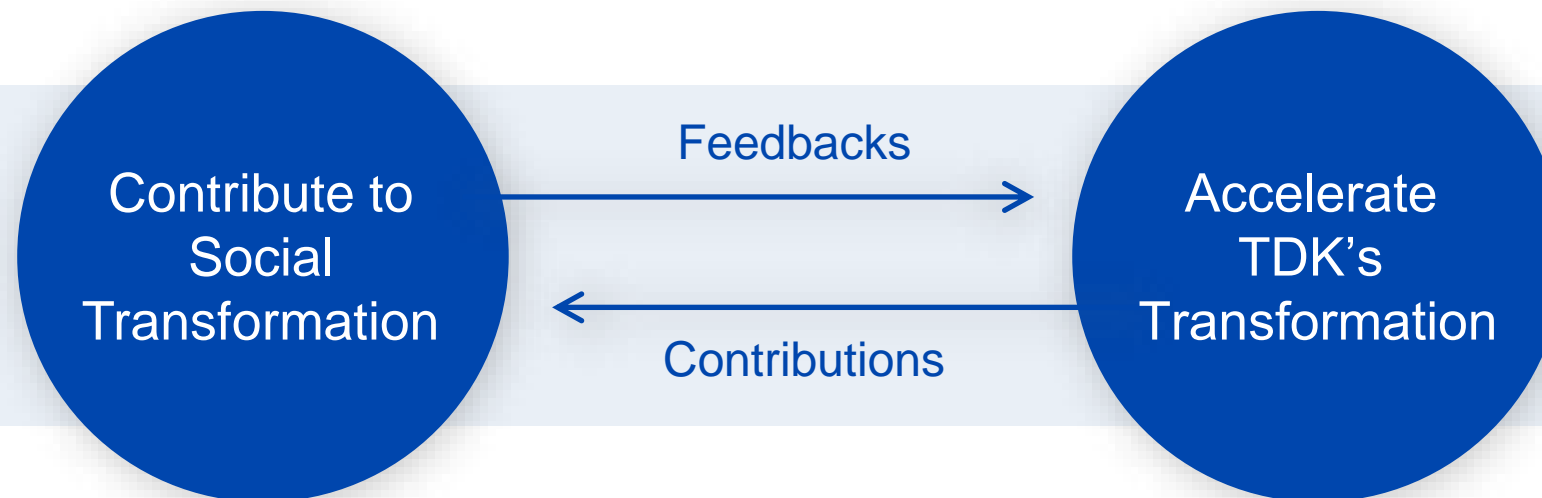 Contribute to
Social
Transformation
Feedbacks
Contributions
Accelerate
TDK’s
Transformation